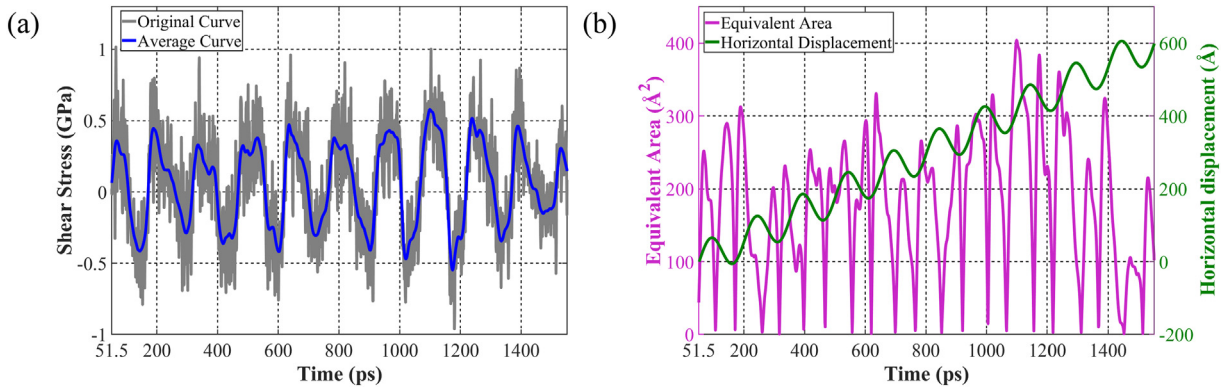 (a)
Original Curve
Average Curve
1
0.5
0
-0.5
-1
Shear Stress (GPa)
51.5 200 400 600 800 1000 1200 1400
Time (ps)
(b)
Equivalent Area
Horizontal Displacement
400
300
200
100
0
Equivalent Area (Å2)
600
400
200
0
-200
Horizontal displacement (Å)
51.5 200 400 600 800 1000 1200 1400
Time (ps)